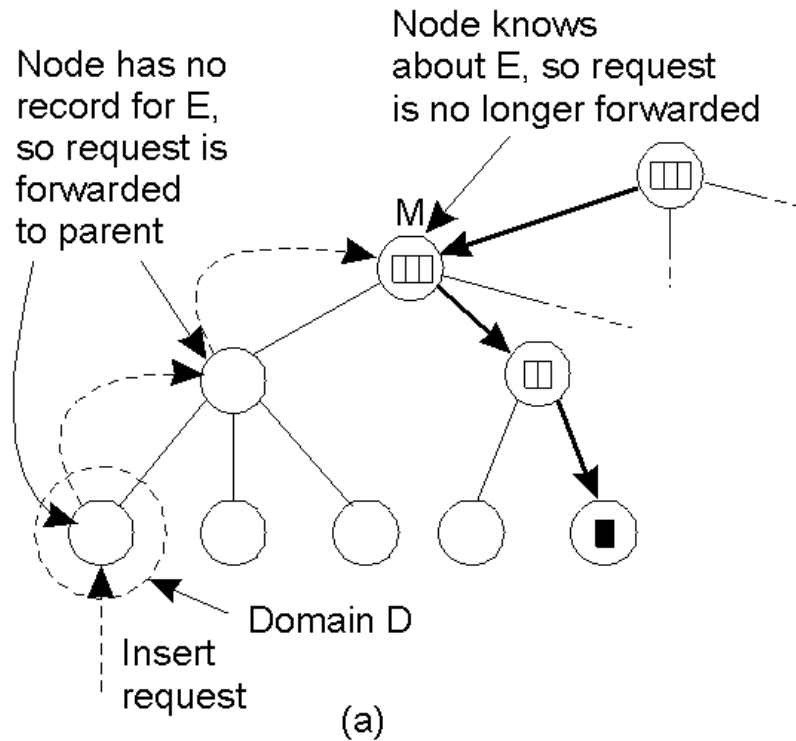 Node has no
record for E,
so request is
forwarded
to parent
Node knows
about E, so request
is no longer forwarded
M
Domain D
Insert
request
(a)